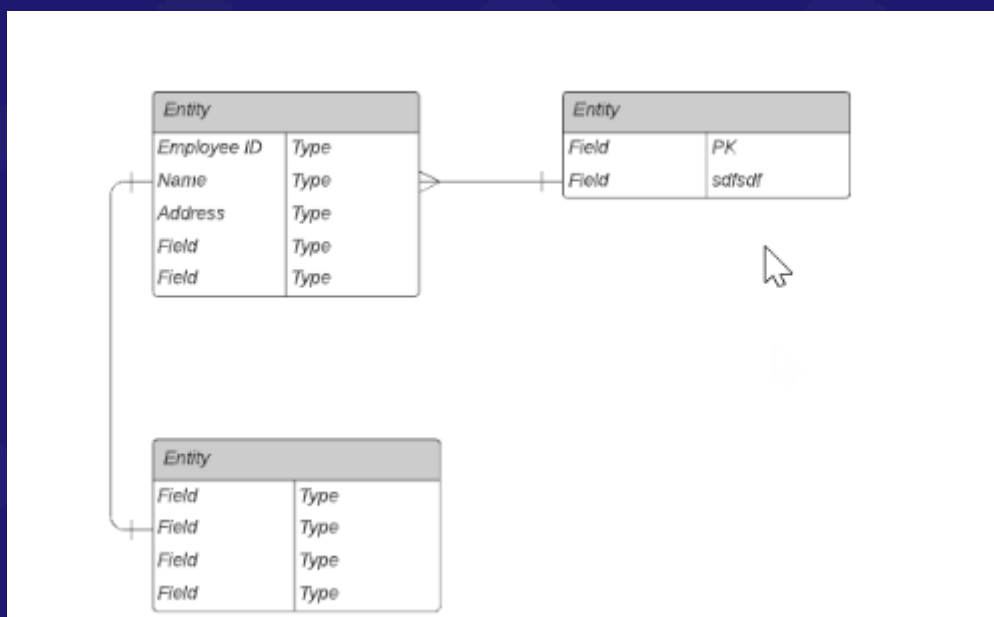 Entity
Employee ID Type
Name Type
Address Type
Field Type
Field Type
Entity
Field PK
Field sdfsdf
Entity
Field Type
Field Type
Field Type
Field Type